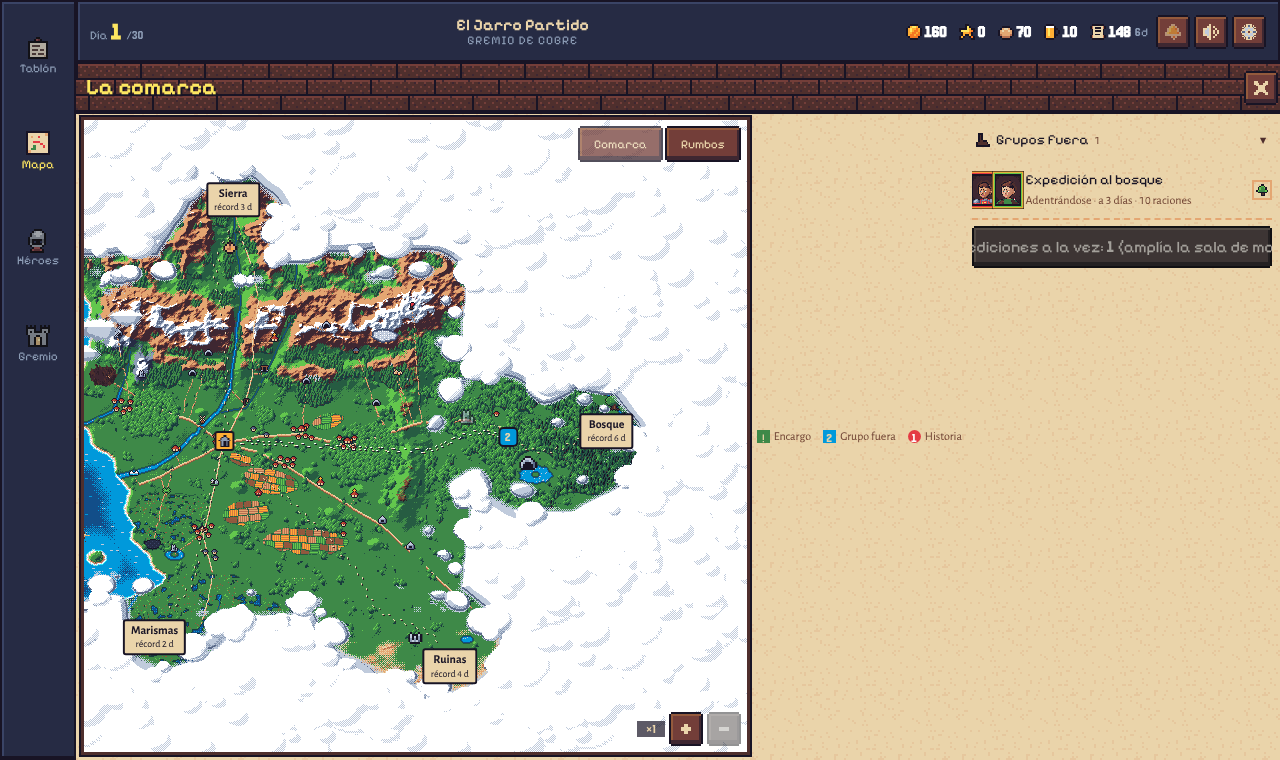 Día 1 /30
El Jarro Partido
GREMIO DE COBRE
160 0 70 10 148 6d
Tablón
Mapa
Héroes
Gremio
La comarca
Comarca Rumbos
Sierra
récord 3 d
Bosque
récord 6 d
2
Marismas
récord 2 d
Ruinas
récord 4 d
×1 + −
! Encargo 2 Grupo fuera 1 Historia
Grupos fuera 1
Expedición al bosque
Adentrándose · a 3 días · 10 raciones
diciones a la vez: 1 (amplía la sala de ma